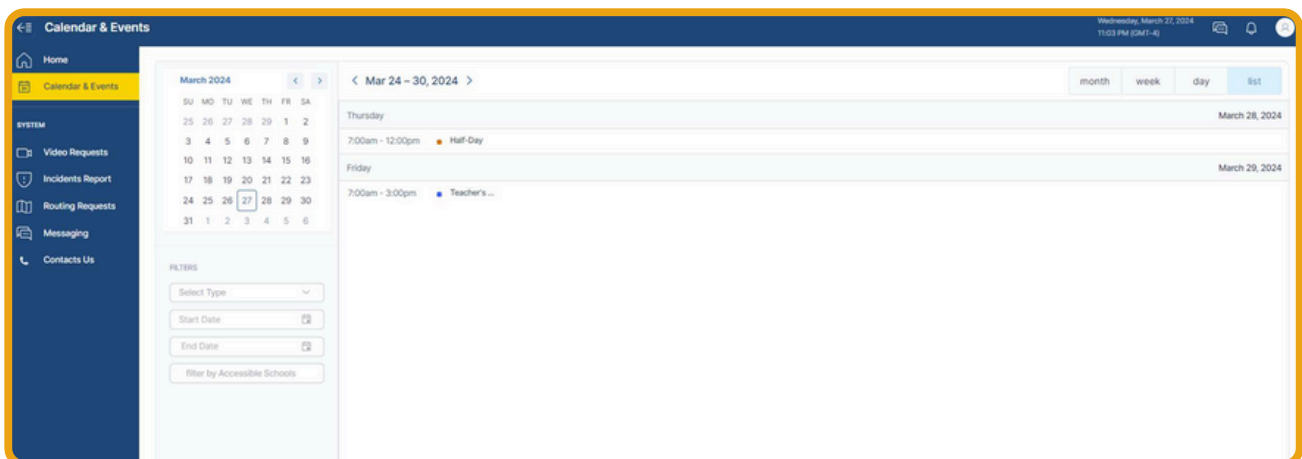 Calendar & Events
Wednesday, March 27, 2024
11:03 PM (GMT-4)
Home
Calendar & Events
SYSTEM
Video Requests
Incidents Report
Routing Requests
Messaging
Contacts Us
March 2024
SU MO TU WE TH FR SA
25 26 27 28 29 1 2
3 4 5 6 7 8 9
10 11 12 13 14 15 16
17 18 19 20 21 22 23
24 25 26 27 28 29 30
31 1 2 3 4 5 6
FILTERS
Select Type
Start Date
End Date
filter by Accessible Schools
Mar 24 – 30, 2024
month week day list
Thursday March 28, 2024
7:00am - 12:00pm Half-Day
Friday March 29, 2024
7:00am - 3:00pm Teacher's ...